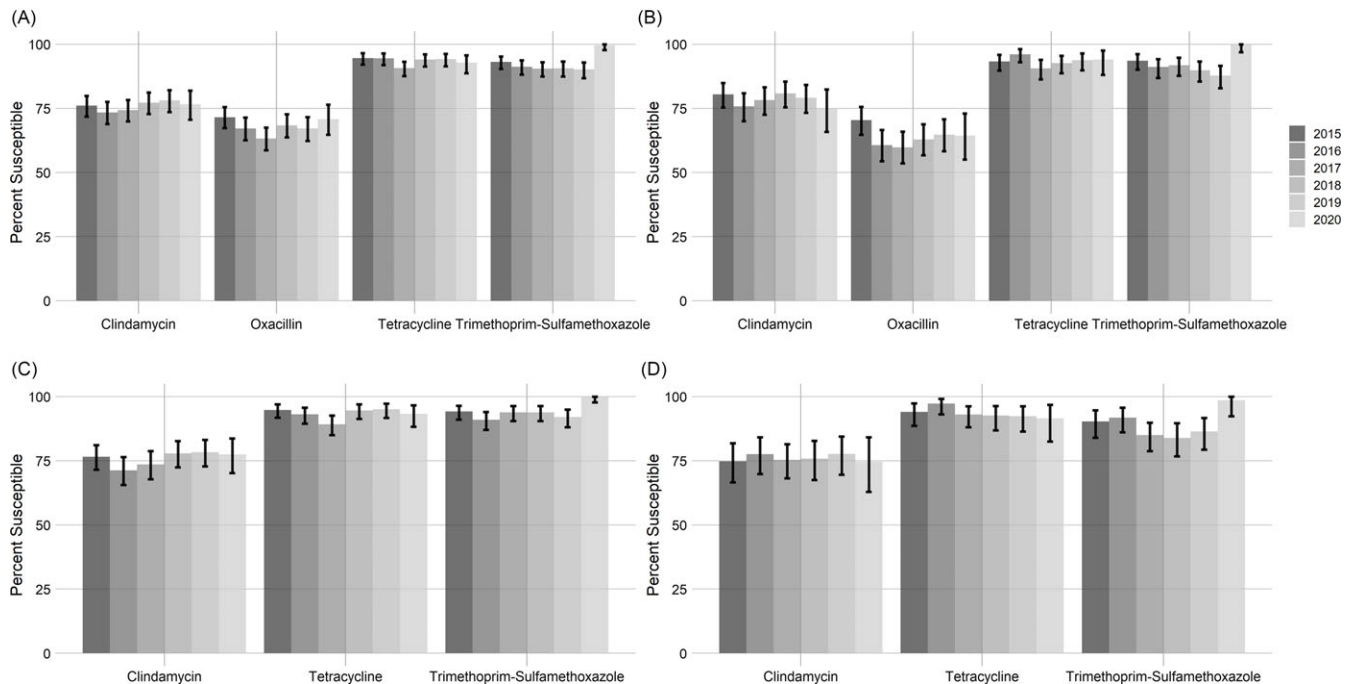 (A)
Percent Susceptible
100
75
50
25
0
Clindamycin Oxacillin Tetracycline Trimethoprim-Sulfamethoxazole
(B)
Percent Susceptible
100
75
50
25
0
Clindamycin Oxacillin Tetracycline Trimethoprim-Sulfamethoxazole
2015
2016
2017
2018
2019
2020
(C)
Percent Susceptible
100
75
50
25
0
Clindamycin Tetracycline Trimethoprim-Sulfamethoxazole
(D)
Percent Susceptible
100
75
50
25
0
Clindamycin Tetracycline Trimethoprim-Sulfamethoxazole